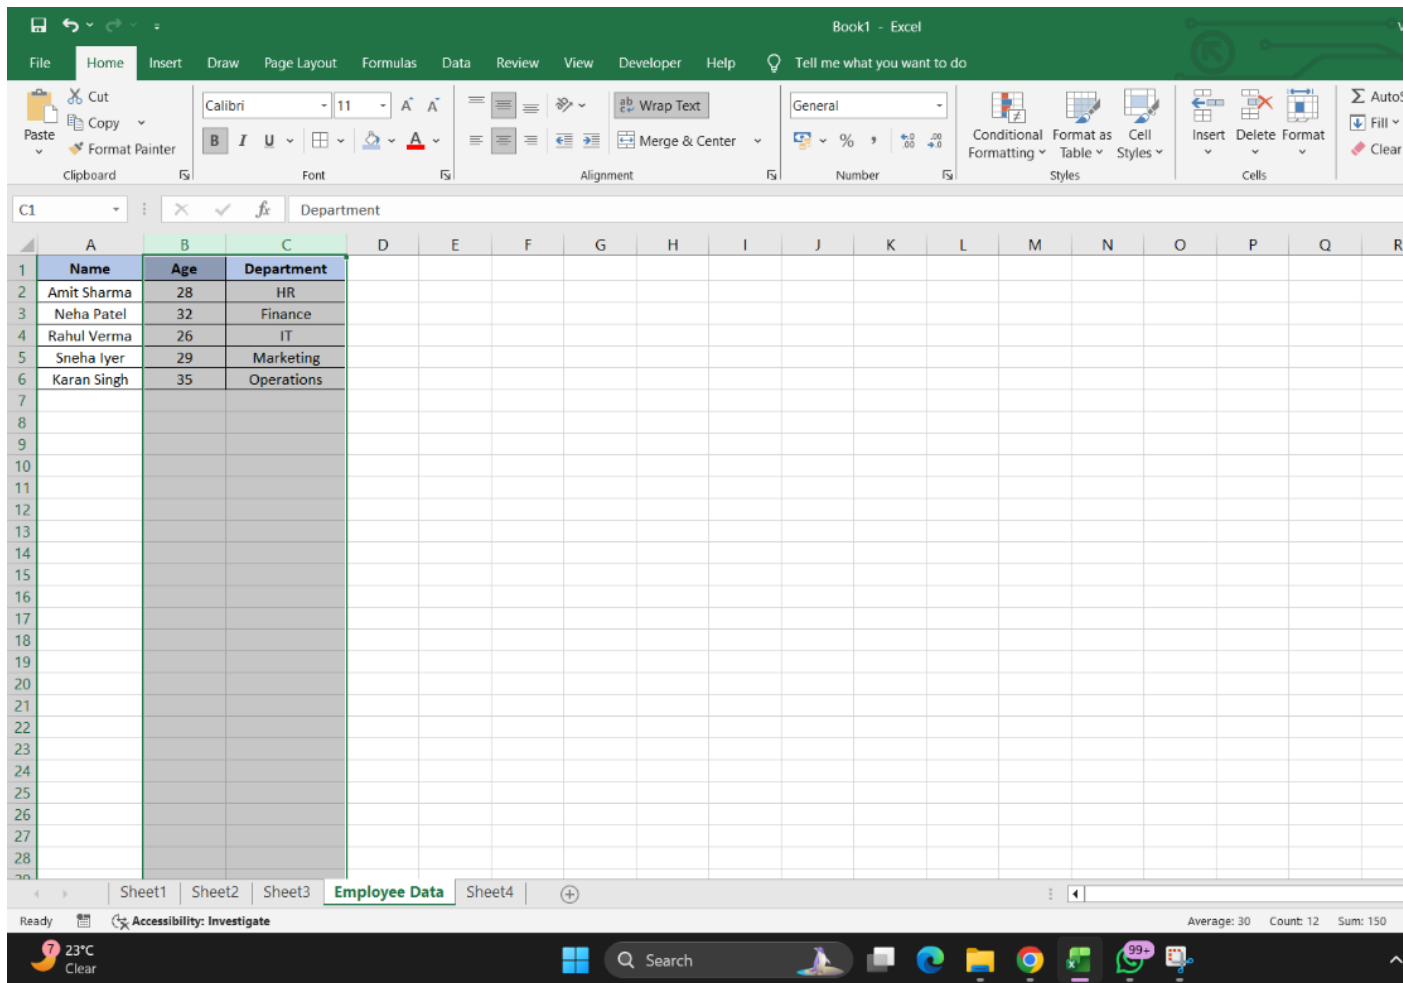 Book1 - Excel
File Home Insert Draw Page Layout Formulas Data Review View Developer Help Tell me what you want to do
Cut
Copy
Format Painter
Paste
Clipboard
Calibri 11
B I U
Font
Wrap Text
Merge & Center
Alignment
General
% , .00
Number
Conditional Formatting
Format as Table
Cell Styles
Styles
Insert Delete Format
Cells
Σ AutoS
Fill
Clear
C1 fx Department
A B C D E F G H I J K L M N O P Q R
1 Name Age Department
2 Amit Sharma 28 HR
3 Neha Patel 32 Finance
4 Rahul Verma 26 IT
5 Sneha Iyer 29 Marketing
6 Karan Singh 35 Operations
7
8
9
10
11
12
13
14
15
16
17
18
19
20
21
22
23
24
25
26
27
28
29
Sheet1 Sheet2 Sheet3 Employee Data Sheet4
Ready Accessibility: Investigate Average: 30 Count: 12 Sum: 150
7 23°C
Clear
Search
99+